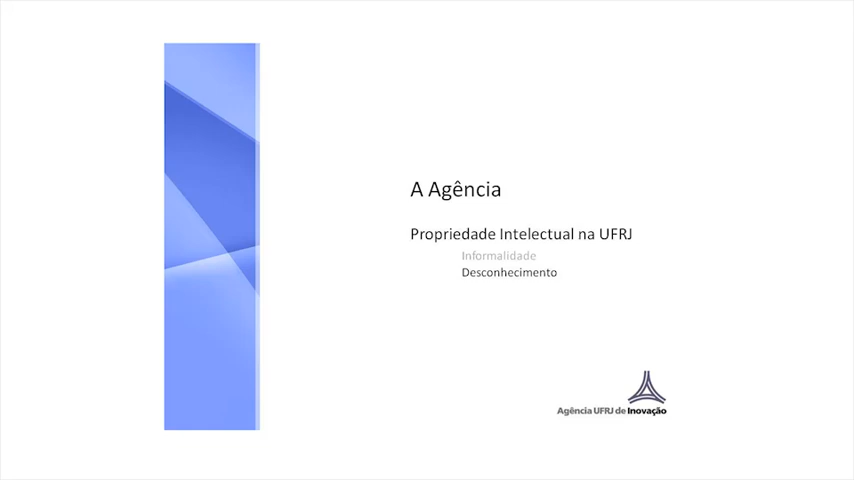 A Agência
Propriedade Intelectual na UFRJ
Informalidade
Desconhecimento
Agência UFRJ de Inovação